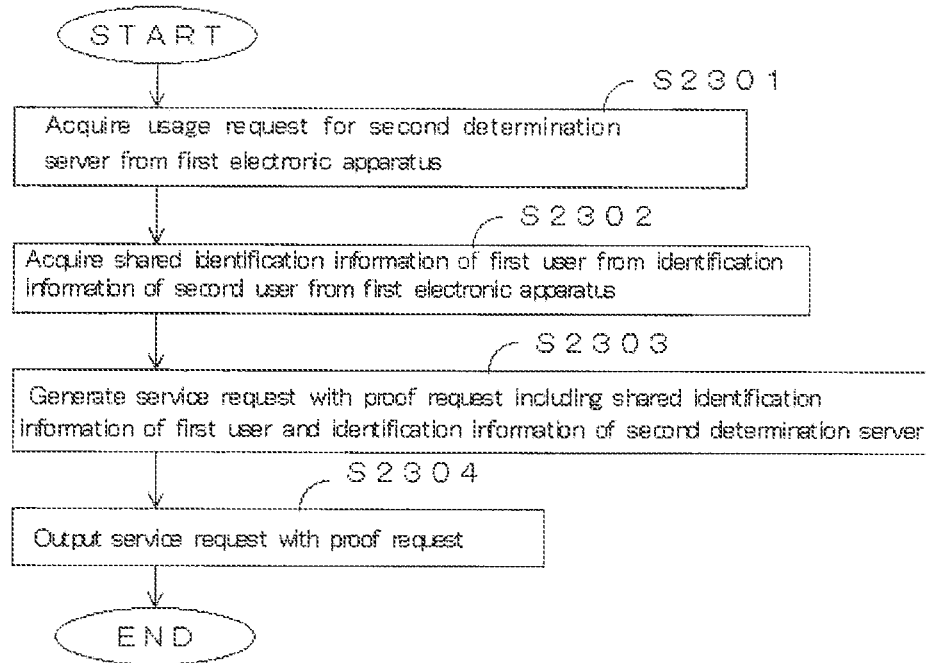 START
S2301
Acquire usage request for second determination
server from first electronic apparatus
S2302
Acquire shared identification information of first user from identification
information of second user from first electronic apparatus
S2303
Generate service request with proof request including shared identification
information of first user and identification information of second determination server
S2304
Output service request with proof request
END